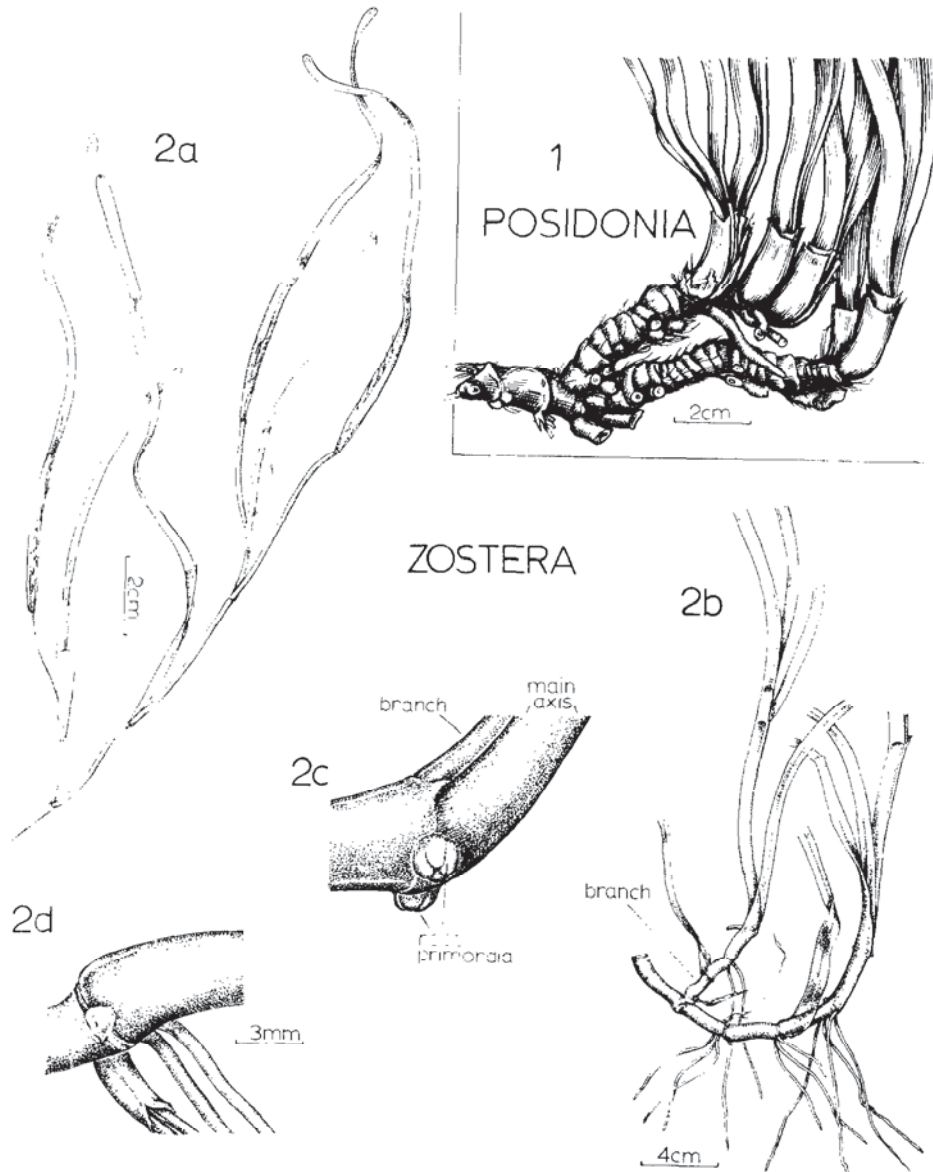 2a
1
POSIDONIA
2cm
2cm
ZOSTERA
2b
branch
main
axis
2c
branch
2d
primordia
3mm
4cm